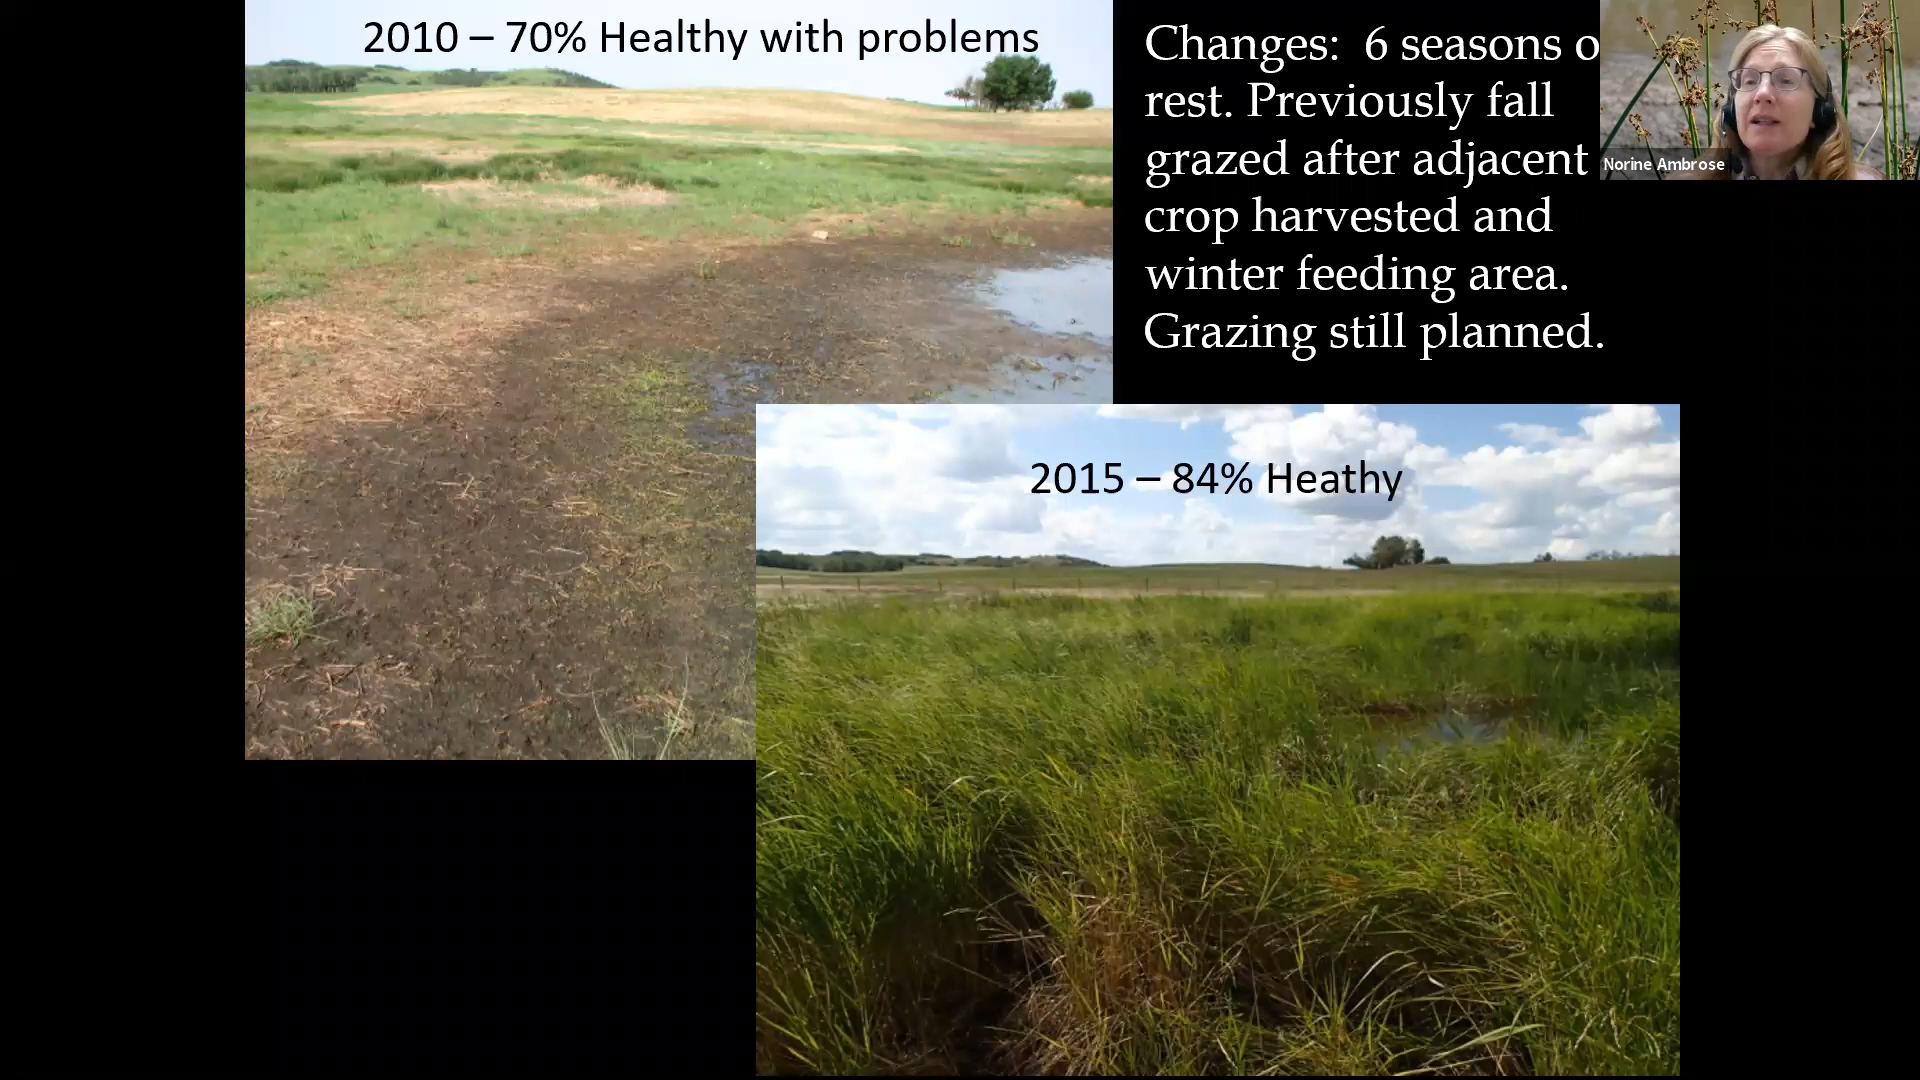 2010 – 70% Healthy with problems
Changes:  6 seasons o
rest. Previously fall
grazed after adjacent
crop harvested and
winter feeding area.
Grazing still planned.
Norine Ambrose
2015 – 84% Heathy